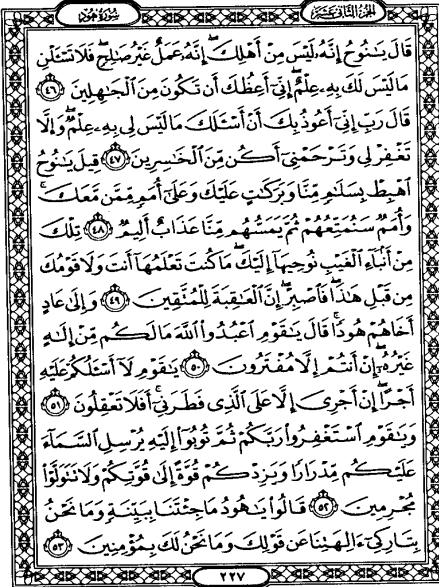 سُورَةُ هُودٍ الجزء الثاني عشر
قَالَ يَٰنُوحُ إِنَّهُۥ لَيْسَ مِنْ أَهْلِكَ ۖ إِنَّهُۥ عَمَلٌ غَيْرُ صَٰلِحٍ ۖ فَلَا تَسْـَٔلْنِ
مَا لَيْسَ لَكَ بِهِۦ عِلْمٌ ۖ إِنِّىٓ أَعِظُكَ أَن تَكُونَ مِنَ ٱلْجَٰهِلِينَ ٤٦
قَالَ رَبِّ إِنِّىٓ أَعُوذُ بِكَ أَنْ أَسْـَٔلَكَ مَا لَيْسَ لِى بِهِۦ عِلْمٌ ۖ وَإِلَّا
تَغْفِرْ لِى وَتَرْحَمْنِىٓ أَكُن مِّنَ ٱلْخَٰسِرِينَ ٤٧ قِيلَ يَٰنُوحُ
ٱهْبِطْ بِسَلَٰمٍ مِّنَّا وَبَرَكَٰتٍ عَلَيْكَ وَعَلَىٰٓ أُمَمٍ مِّمَّن مَّعَكَ ۚ
وَأُمَمٌ سَنُمَتِّعُهُمْ ثُمَّ يَمَسُّهُم مِّنَّا عَذَابٌ أَلِيمٌ ٤٨ تِلْكَ
مِنْ أَنۢبَآءِ ٱلْغَيْبِ نُوحِيهَآ إِلَيْكَ ۖ مَا كُنتَ تَعْلَمُهَآ أَنتَ وَلَا قَوْمُكَ
مِن قَبْلِ هَٰذَا ۖ فَٱصْبِرْ ۖ إِنَّ ٱلْعَٰقِبَةَ لِلْمُتَّقِينَ ٤٩ وَإِلَىٰ عَادٍ
أَخَاهُمْ هُودًا ۚ قَالَ يَٰقَوْمِ ٱعْبُدُوا۟ ٱللَّهَ مَا لَكُم مِّنْ إِلَٰهٍ
غَيْرُهُۥٓ ۖ إِنْ أَنتُمْ إِلَّا مُفْتَرُونَ ٥٠ يَٰقَوْمِ لَآ أَسْـَٔلُكُمْ عَلَيْهِ
أَجْرًا ۖ إِنْ أَجْرِىَ إِلَّا عَلَى ٱلَّذِى فَطَرَنِىٓ ۚ أَفَلَا تَعْقِلُونَ ٥١
وَيَٰقَوْمِ ٱسْتَغْفِرُوا۟ رَبَّكُمْ ثُمَّ تُوبُوٓا۟ إِلَيْهِ يُرْسِلِ ٱلسَّمَآءَ
عَلَيْكُم مِّدْرَارًا وَيَزِدْكُمْ قُوَّةً إِلَىٰ قُوَّتِكُمْ وَلَا تَتَوَلَّوْا۟
مُجْرِمِينَ ٥٢ قَالُوا۟ يَٰهُودُ مَا جِئْتَنَا بِبَيِّنَةٍ وَمَا نَحْنُ
بِتَارِكِىٓ ءَالِهَتِنَا عَن قَوْلِكَ وَمَا نَحْنُ لَكَ بِمُؤْمِنِينَ ٥٣
٢٢٧